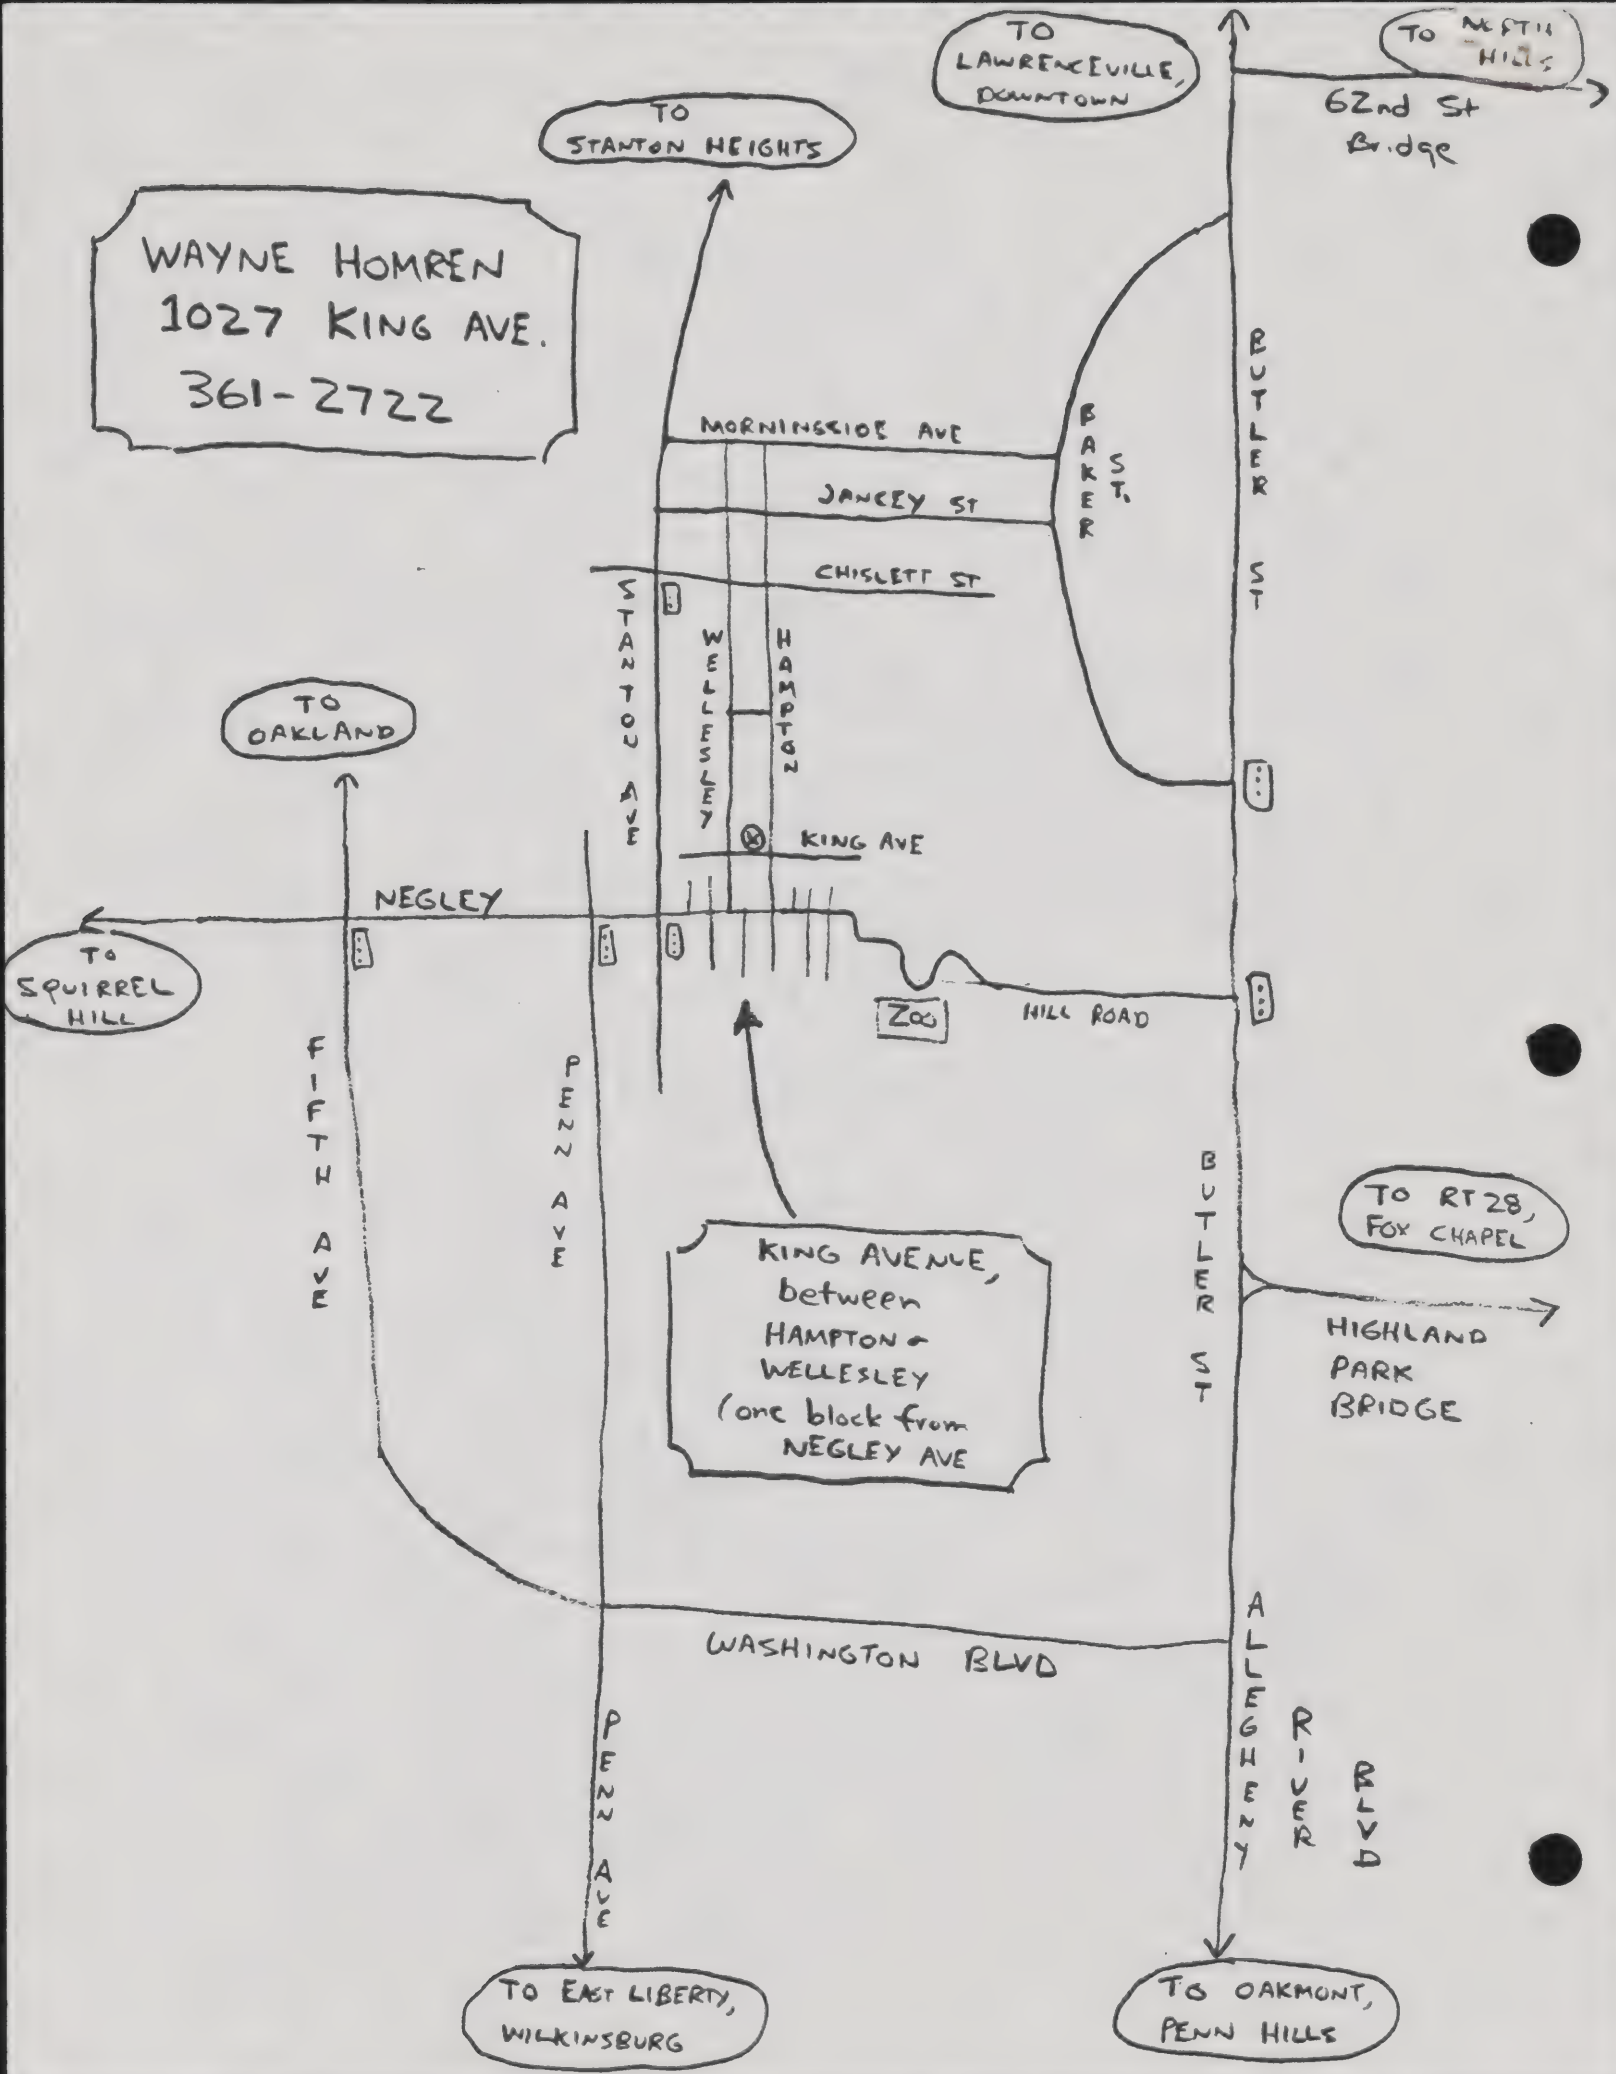 TO
LAWRENCEVILLE,
DOWNTOWN
TO NORTH
HILLS
62nd St
Bridge
TO
STANTON HEIGHTS
WAYNE HOMREN
1027 KING AVE.
361-2722
BUTLER ST
MORNINGSIDE AVE
BAKER
ST.
JANCEY ST
CHISLETT ST
STANTON AVE
WELLESLEY
HAMPTON
TO
OAKLAND
KING AVE
NEGLEY
TO
SQUIRREL
HILL
ZOO
HILL ROAD
FIFTH AVE
PENN AVE
BUTLER ST
TO RT 28,
FOX CHAPEL
KING AVENUE,
between
HAMPTON &
WELLESLEY
(one block from
NEGLEY AVE
HIGHLAND
PARK
BRIDGE
WASHINGTON BLVD
PENN AVE
ALLEGHENY
RIVER
BLVD
TO EAST LIBERTY,
WILKINSBURG
TO OAKMONT,
PENN HILLS